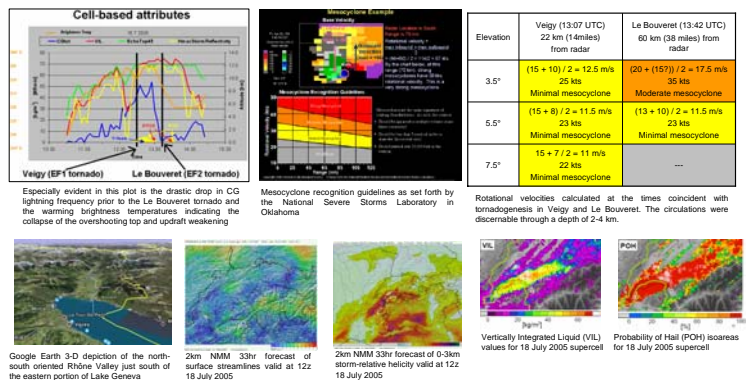 Cell-based attributes
Veigy (EF1 tornado)
Le Bouveret (EF2 tornado)
Especially evident in this plot is the drastic drop in CG
lightning frequency prior to the Le Bouveret tornado and
the warming brightness temperatures indicating the
collapse of the overshooting top and updraft weakening
Mesocyclone Example
Base Velocity
Mesocyclone Recognition Guidelines
Mesocyclone recognition guidelines as set forth by
the National Severe Storms Laboratory in
Oklahoma
Elevation
Veigy (13:07 UTC)
22 km (14miles)
from radar
Le Bouveret (13:42 UTC)
60 km (38 miles) from
radar
3.5°
(15 + 10) / 2 = 12.5 m/s
25 kts
Minimal mesocyclone
(20 + (15?)) / 2 = 17.5 m/s
35 kts
Moderate mesocyclone
5.5°
(15 + 8) / 2 = 11.5 m/s
23 kts
Minimal mesocyclone
(13 + 10) / 2 = 11.5 m/s
23 kts
Minimal mesocyclone
7.5°
15 + 7 / 2 = 11 m/s
22 kts
Minimal mesocyclone
---
Rotational velocities calculated at the times coincident with
tornadogenesis in Veigy and Le Bouveret. The circulations were
discernable through a depth of 2-4 km.
Google Earth 3-D depiction of the north-
south oriented Rhône Valley just south of
the eastern portion of Lake Geneva
2km NMM 33hr forecast of
surface streamlines valid at 12z
18 July 2005
2km NMM 33hr forecast of 0-3km
storm-relative helicity valid at 12z
18 July 2005
VIL
[kg/m²]
Vertically Integrated Liquid (VIL)
values for 18 July 2005 supercell
POH
[%]
Probability of Hail (POH) isoareas
for 18 July 2005 supercell